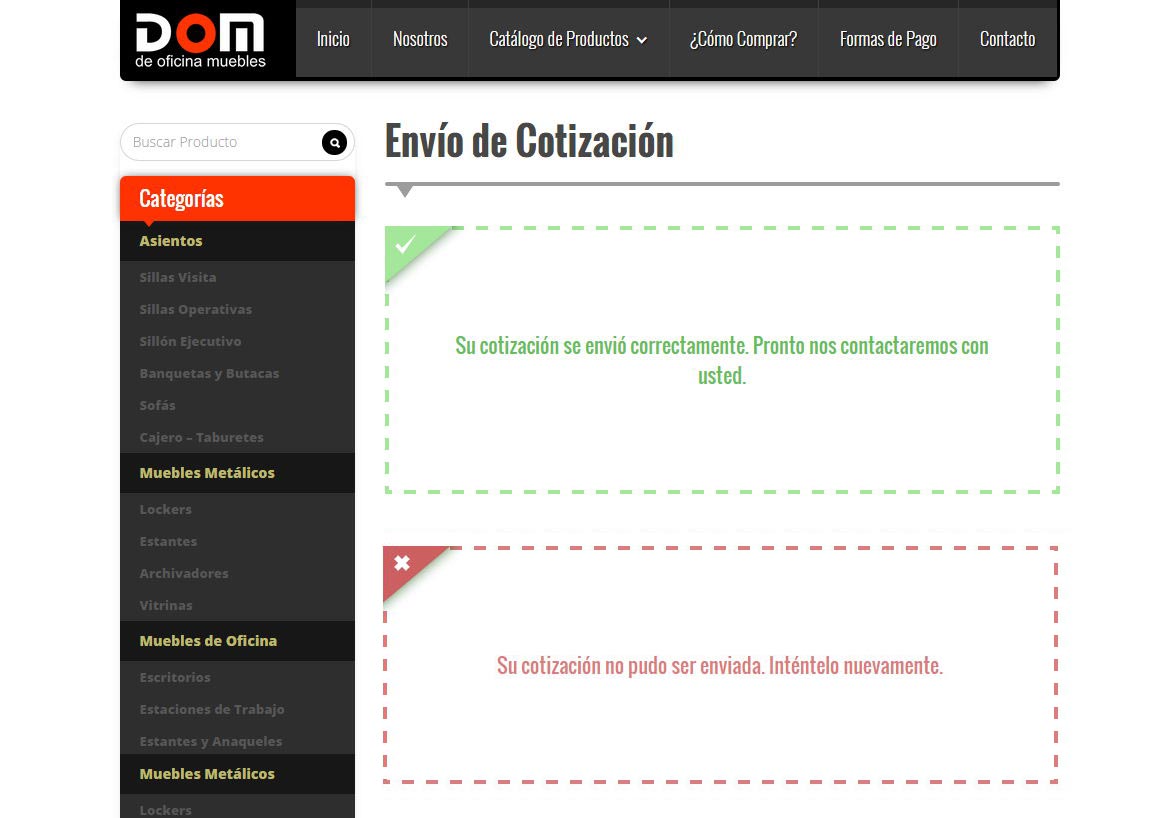 DOM
de oficina muebles
Inicio
Nosotros
Catálogo de Productos
¿Cómo Comprar?
Formas de Pago
Contacto
Buscar Producto
Categorías
Asientos
Sillas Visita
Sillas Operativas
Sillón Ejecutivo
Banquetas y Butacas
Sofás
Cajero – Taburetes
Muebles Metálicos
Lockers
Estantes
Archivadores
Vitrinas
Muebles de Oficina
Escritorios
Estaciones de Trabajo
Estantes y Anaqueles
Muebles Metálicos
Lockers
Envío de Cotización
Su cotización se envió correctamente. Pronto nos contactaremos con
usted.
Su cotización no pudo ser enviada. Inténtelo nuevamente.